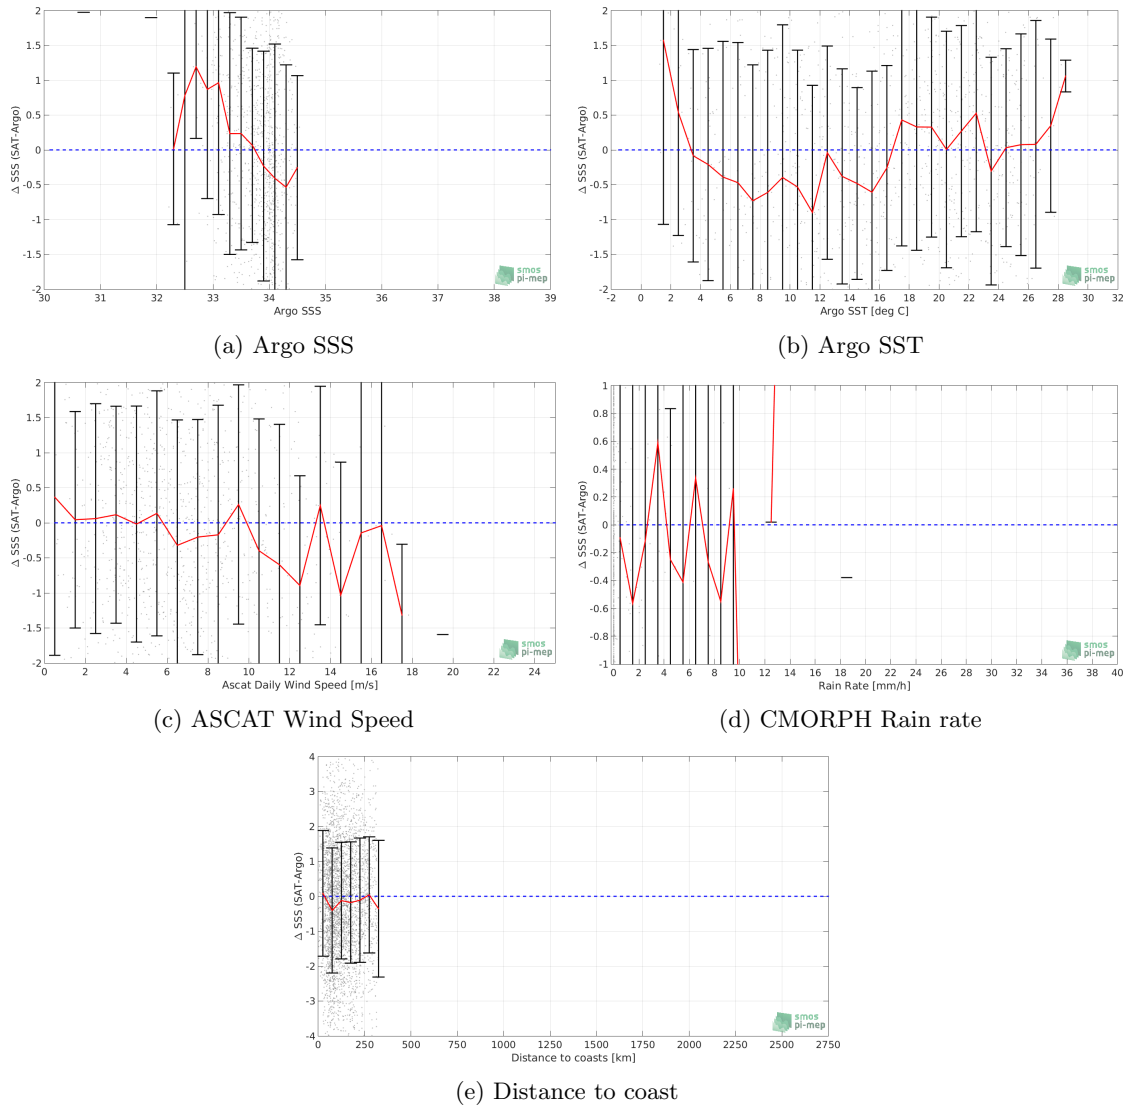 2
1.5
1
0.5
0
-0.5
-1
-1.5
-2
Δ SSS (SAT-Argo)
30 31 32 33 34 35 36 37 38 39
Argo SSS
smos
pi-mep
(a) Argo SSS
2
1.5
1
0.5
0
-0.5
-1
-1.5
-2
Δ SSS (SAT-Argo)
-2 0 2 4 6 8 10 12 14 16 18 20 22 24 26 28 30 32
Argo SST [deg C]
smos
pi-mep
(b) Argo SST
2
1.5
1
0.5
0
-0.5
-1
-1.5
-2
Δ SSS (SAT-Argo)
0 2 4 6 8 10 12 14 16 18 20 22 24
Ascat Daily Wind Speed [m/s]
smos
pi-mep
(c) ASCAT Wind Speed
1
0.8
0.6
0.4
0.2
0
-0.2
-0.4
-0.6
-0.8
-1
Δ SSS (SAT-Argo)
0 2 4 6 8 10 12 14 16 18 20 22 24 26 28 30 32 34 36 38 40
Rain Rate [mm/h]
smos
pi-mep
(d) CMORPH Rain rate
4
3
2
1
0
-1
-2
-3
-4
Δ SSS (SAT-Argo)
0 250 500 750 1000 1250 1500 1750 2000 2250 2500 2750
Distance to coasts [km]
smos
pi-mep
(e) Distance to coast